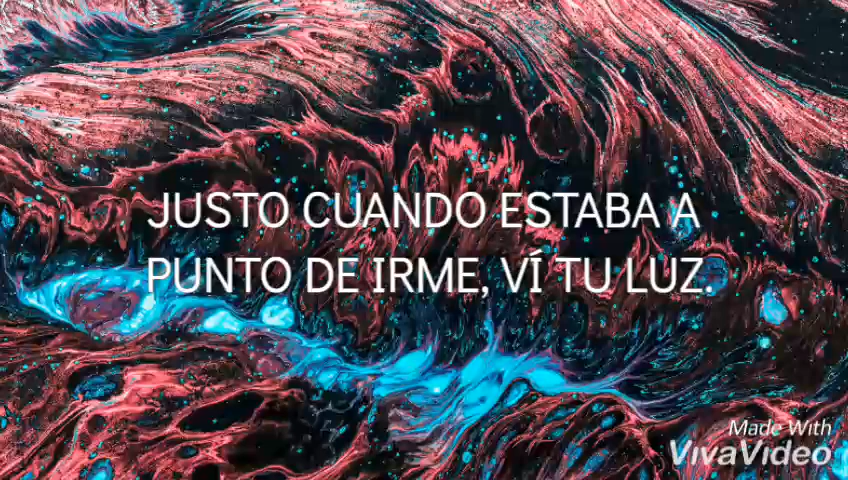 JUSTO CUANDO ESTABA A
PUNTO DE IRME, VÍ TU LUZ.
Made With
VivaVideo